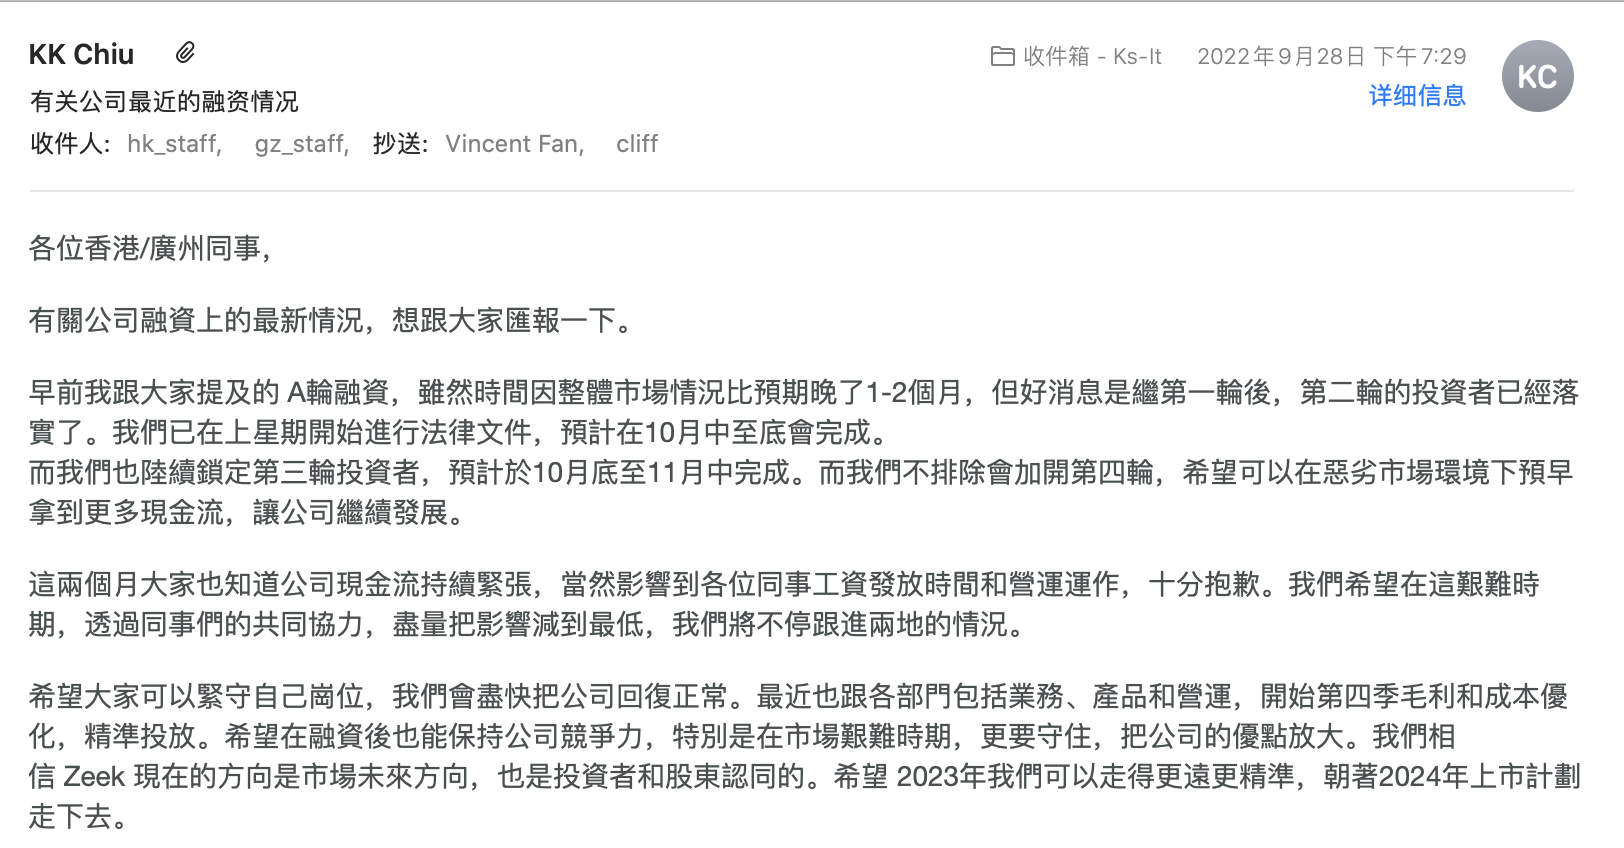 KK Chiu
收件箱 - Ks-It 2022年9月28日 下午7:29
KC
有关公司最近的融资情况
详细信息
收件人: hk_staff, gz_staff, 抄送: Vincent Fan, cliff
各位香港/廣州同事,
有關公司融資上的最新情況，想跟大家匯報一下。
早前我跟大家提及的 A輪融資，雖然時間因整體市場情況比預期晚了1-2個月，但好消息是繼第一輪後，第二輪的投資者已經落
實了。我們已在上星期開始進行法律文件，預計在10月中至底會完成。
而我們也陸續鎖定第三輪投資者，預計於10月底至11月中完成。而我們不排除會加開第四輪，希望可以在惡劣市場環境下預早
拿到更多現金流，讓公司繼續發展。
這兩個月大家也知道公司現金流持續緊張，當然影響到各位同事工資發放時間和營運運作，十分抱歉。我們希望在這艱難時
期，透過同事們的共同協力，盡量把影響減到最低，我們將不停跟進兩地的情況。
希望大家可以緊守自己崗位，我們會盡快把公司回復正常。最近也跟各部門包括業務、產品和營運，開始第四季毛利和成本優
化，精準投放。希望在融資後也能保持公司競爭力，特別是在市場艱難時期，更要守住，把公司的優點放大。我們相
信 Zeek 現在的方向是市場未來方向，也是投資者和股東認同的。希望 2023年我們可以走得更遠更精準，朝著2024年上市計劃
走下去。